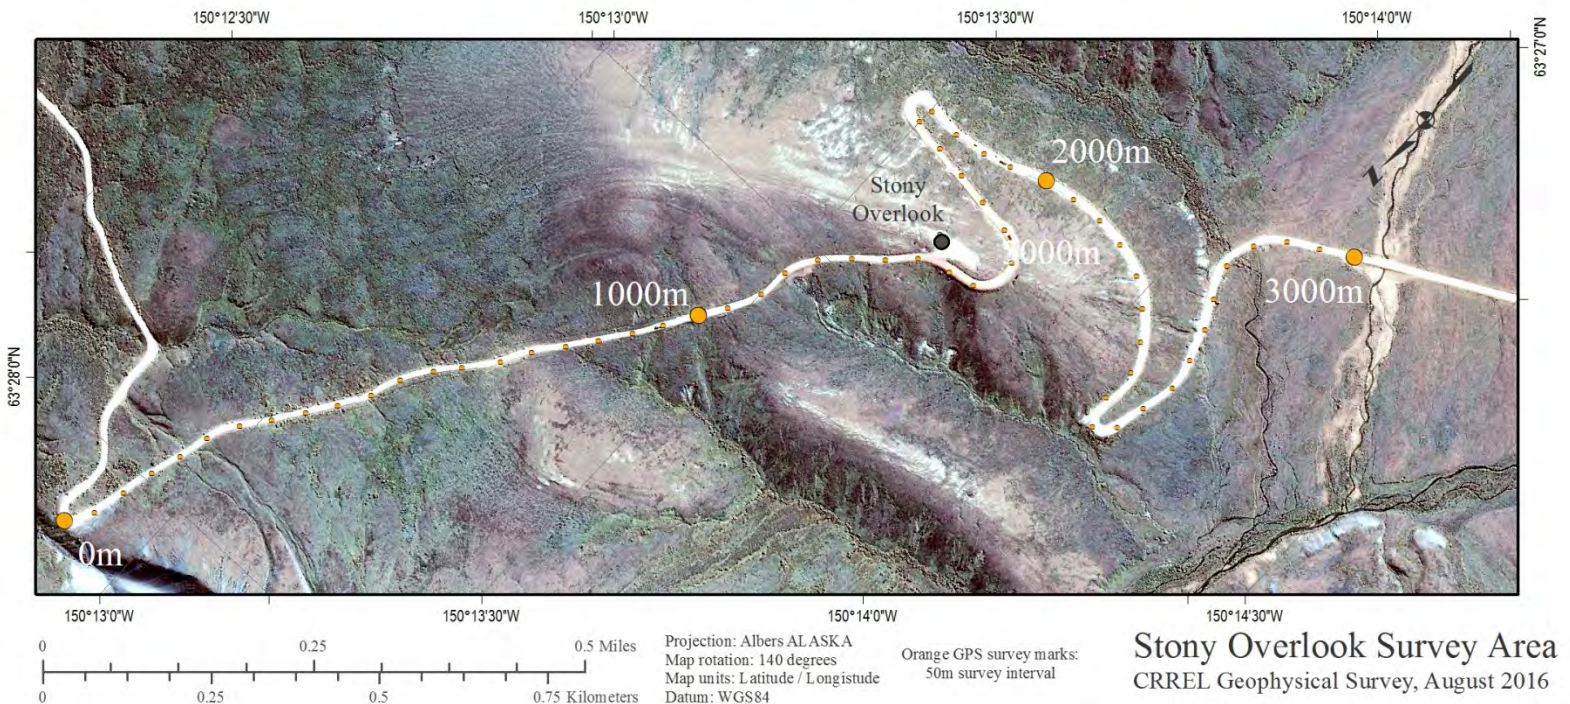 150°12'30"W
150°13'0"W
150°13'30"W
150°14'0"W
63°27'0"N
2000m
Stony
Overlook
1000m
3000m
63°28'0"N
0m
N
150°13'0"W
150°13'30"W
150°14'0"W
150°14'30"W
0 0.25 0.5 Miles
0 0.25 0.5 0.75 Kilometers
Projection: Albers ALASKA
Map rotation: 140 degrees
Map units: Latitude / Longistude
Datum: WGS84
Orange GPS survey marks:
50m survey interval
Stony Overlook Survey Area
CRREL Geophysical Survey, August 2016